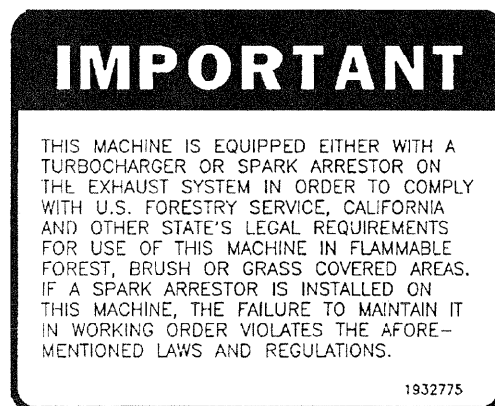 IMPORTANT
THIS MACHINE IS EQUIPPED EITHER WITH A
TURBOCHARGER OR SPARK ARRESTOR ON
THE EXHAUST SYSTEM IN ORDER TO COMPLY
WITH U.S. FORESTRY SERVICE, CALIFORNIA
AND OTHER STATE'S LEGAL REQUIREMENTS
FOR USE OF THIS MACHINE IN FLAMMABLE
FOREST, BRUSH OR GRASS COVERED AREAS.
IF A SPARK ARRESTOR IS INSTALLED ON
THIS MACHINE, THE FAILURE TO MAINTAIN IT
IN WORKING ORDER VIOLATES THE AFORE-
MENTIONED LAWS AND REGULATIONS.
1932775